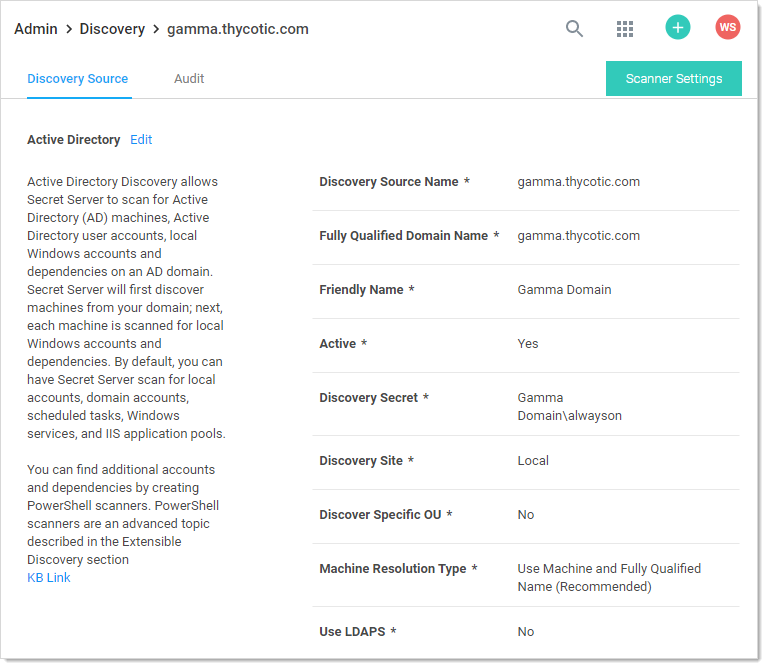 Admin > Discovery > gamma.thycotic.com
WS
Discovery Source
Audit
Scanner Settings
Active Directory Edit
Active Directory Discovery allows
Secret Server to scan for Active
Directory (AD) machines, Active
Directory user accounts, local
Windows accounts and
dependencies on an AD domain.
Secret Server will first discover
machines from your domain; next,
each machine is scanned for local
Windows accounts and
dependencies. By default, you can
have Secret Server scan for local
accounts, domain accounts,
scheduled tasks, Windows
services, and IIS application pools.
You can find additional accounts
and dependencies by creating
PowerShell scanners. PowerShell
scanners are an advanced topic
described in the Extensible
Discovery section
KB Link
Discovery Source Name * gamma.thycotic.com
Fully Qualified Domain Name * gamma.thycotic.com
Friendly Name * Gamma Domain
Active * Yes
Discovery Secret * Gamma
Domain\alwayson
Discovery Site * Local
Discover Specific OU * No
Machine Resolution Type * Use Machine and Fully Qualified
Name (Recommended)
Use LDAPS * No